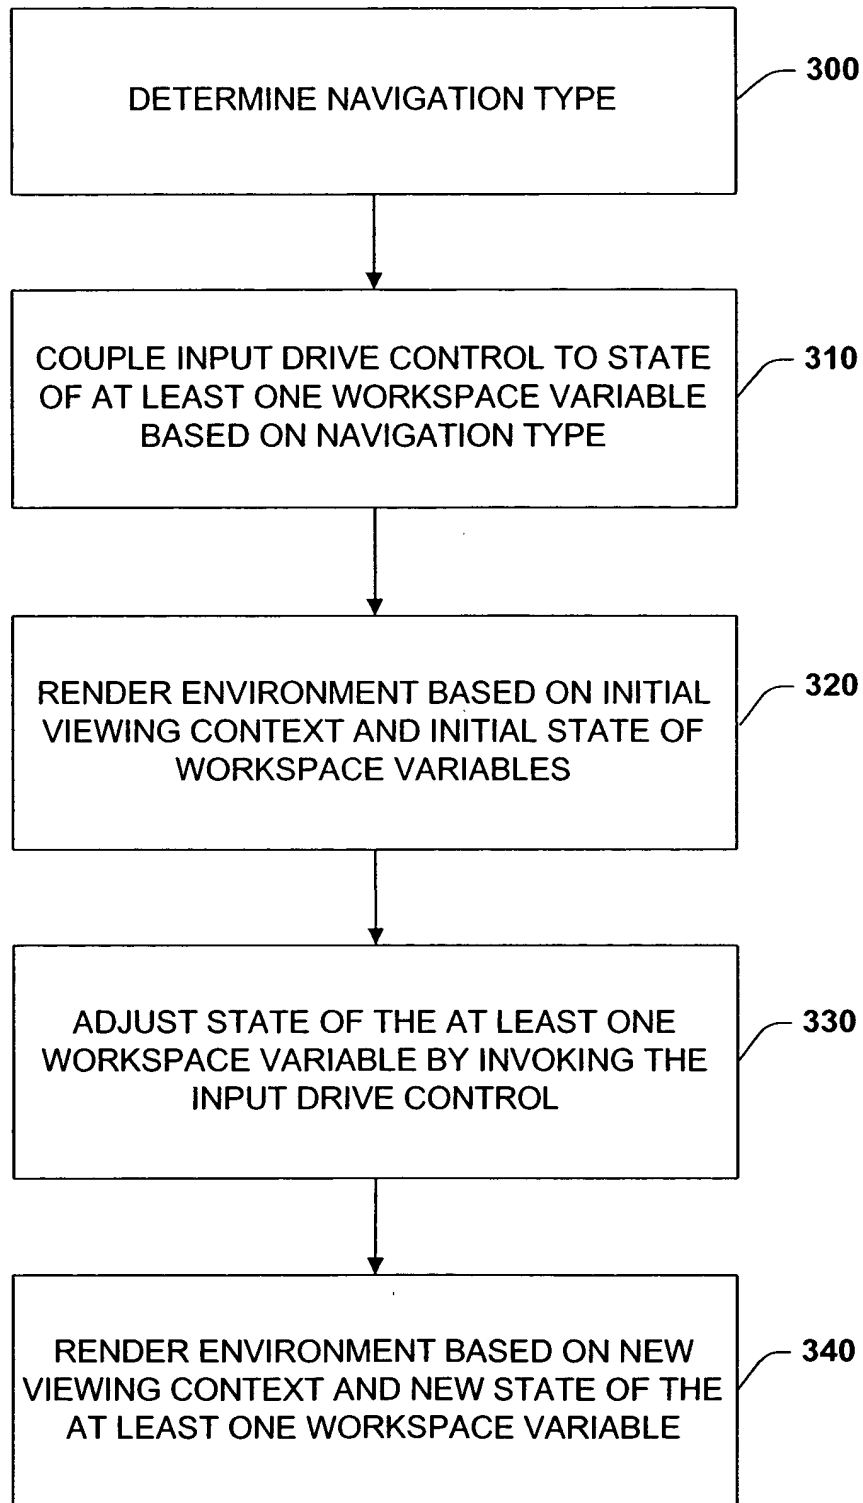 DETERMINE NAVIGATION TYPE
300
COUPLE INPUT DRIVE CONTROL TO STATE
OF AT LEAST ONE WORKSPACE VARIABLE
BASED ON NAVIGATION TYPE
310
RENDER ENVIRONMENT BASED ON INITIAL
VIEWING CONTEXT AND INITIAL STATE OF
WORKSPACE VARIABLES
320
ADJUST STATE OF THE AT LEAST ONE
WORKSPACE VARIABLE BY INVOKING THE
INPUT DRIVE CONTROL
330
RENDER ENVIRONMENT BASED ON NEW
VIEWING CONTEXT AND NEW STATE OF THE
AT LEAST ONE WORKSPACE VARIABLE
340